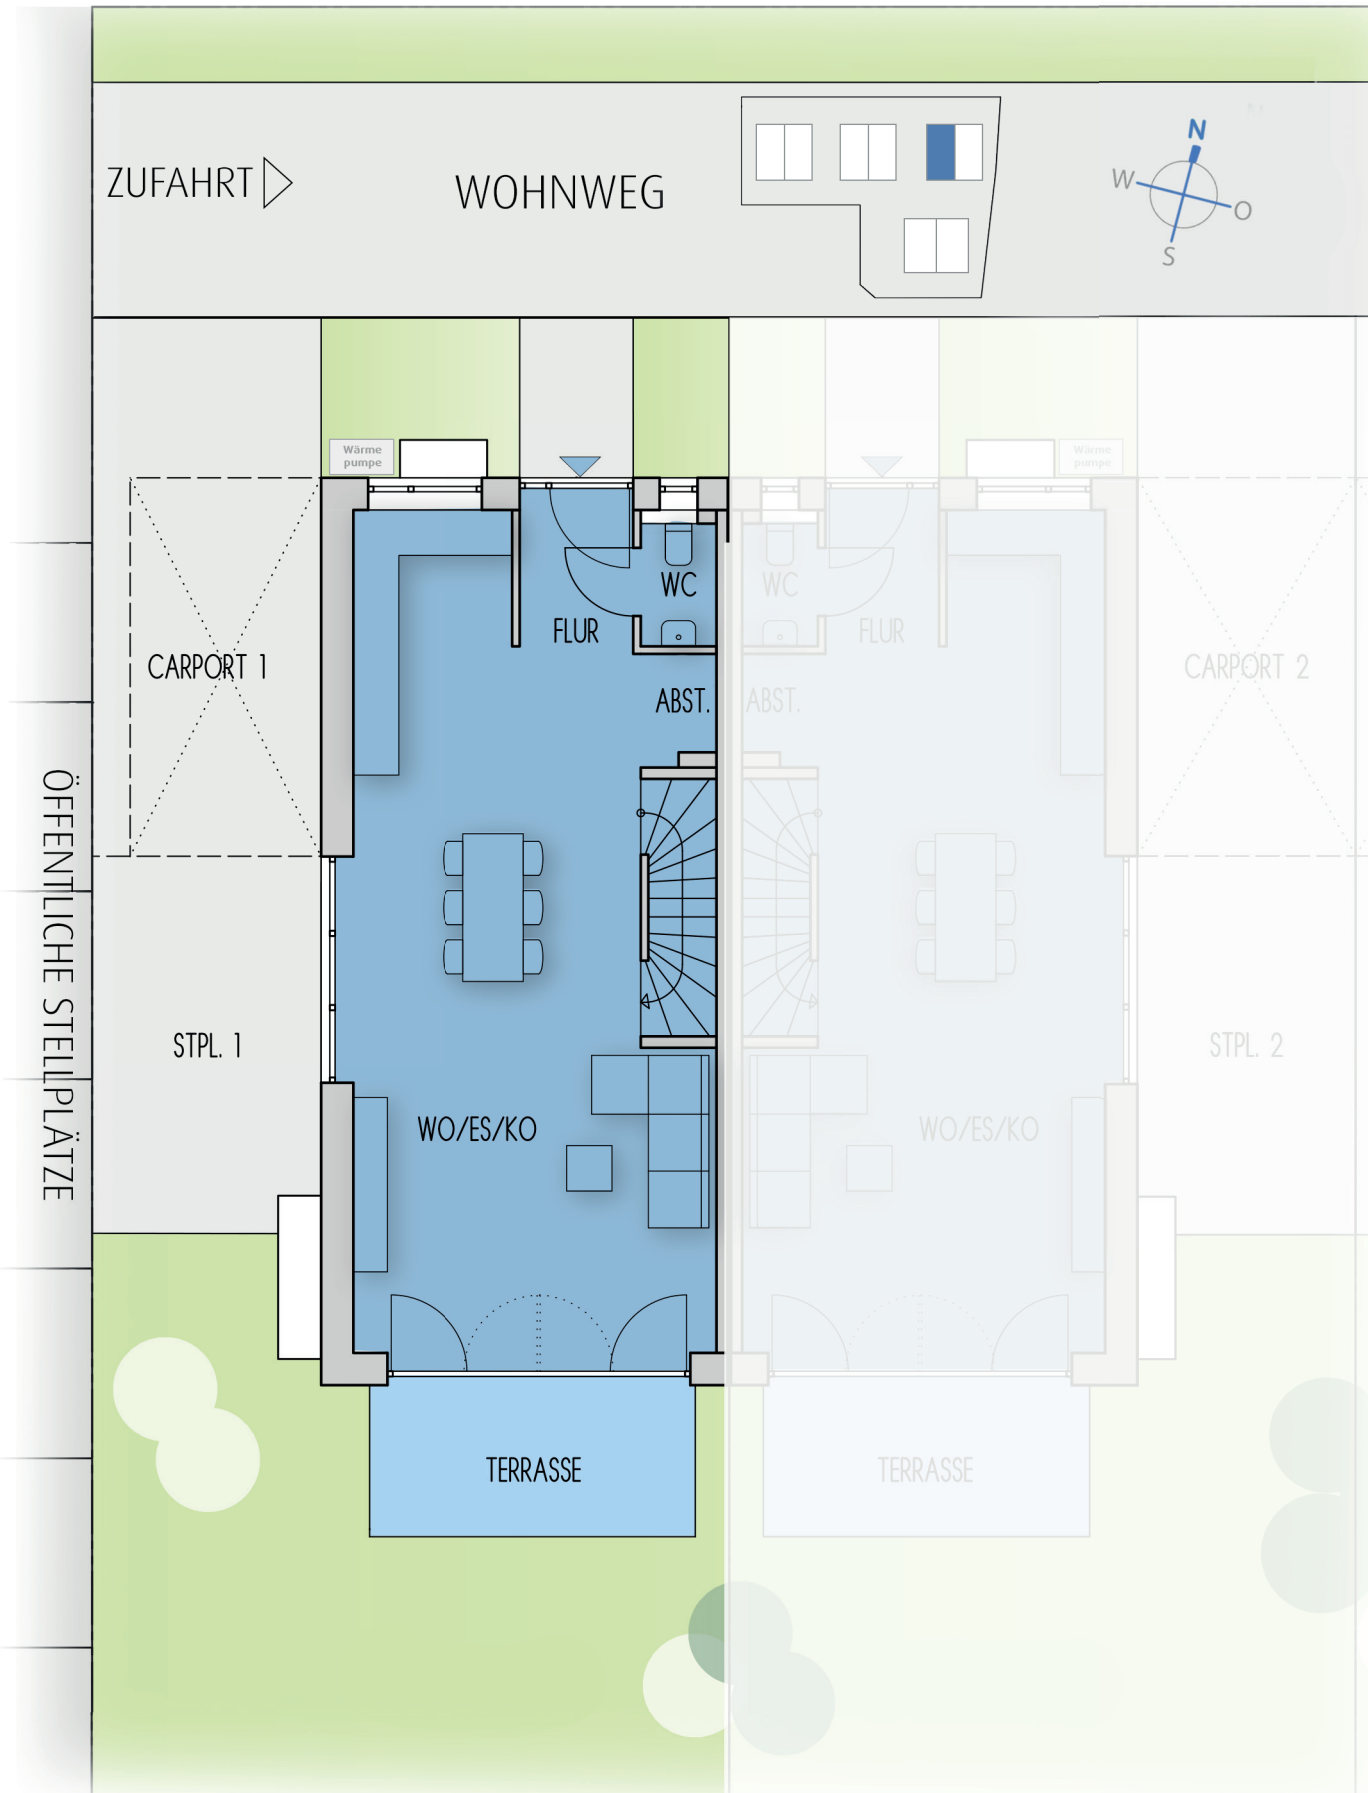 N
W
O
S
ZUFAHRT
WOHNWEG
Wärme
pumpe
Wärme
pumpe
WC
WC
FLUR
FLUR
CARPORT 1
CARPORT 2
ABST.
ABST.
ÖFFENTLICHE STELLPLÄTZE
STPL. 1
STPL. 2
WO/ES/KO
WO/ES/KO
TERRASSE
TERRASSE